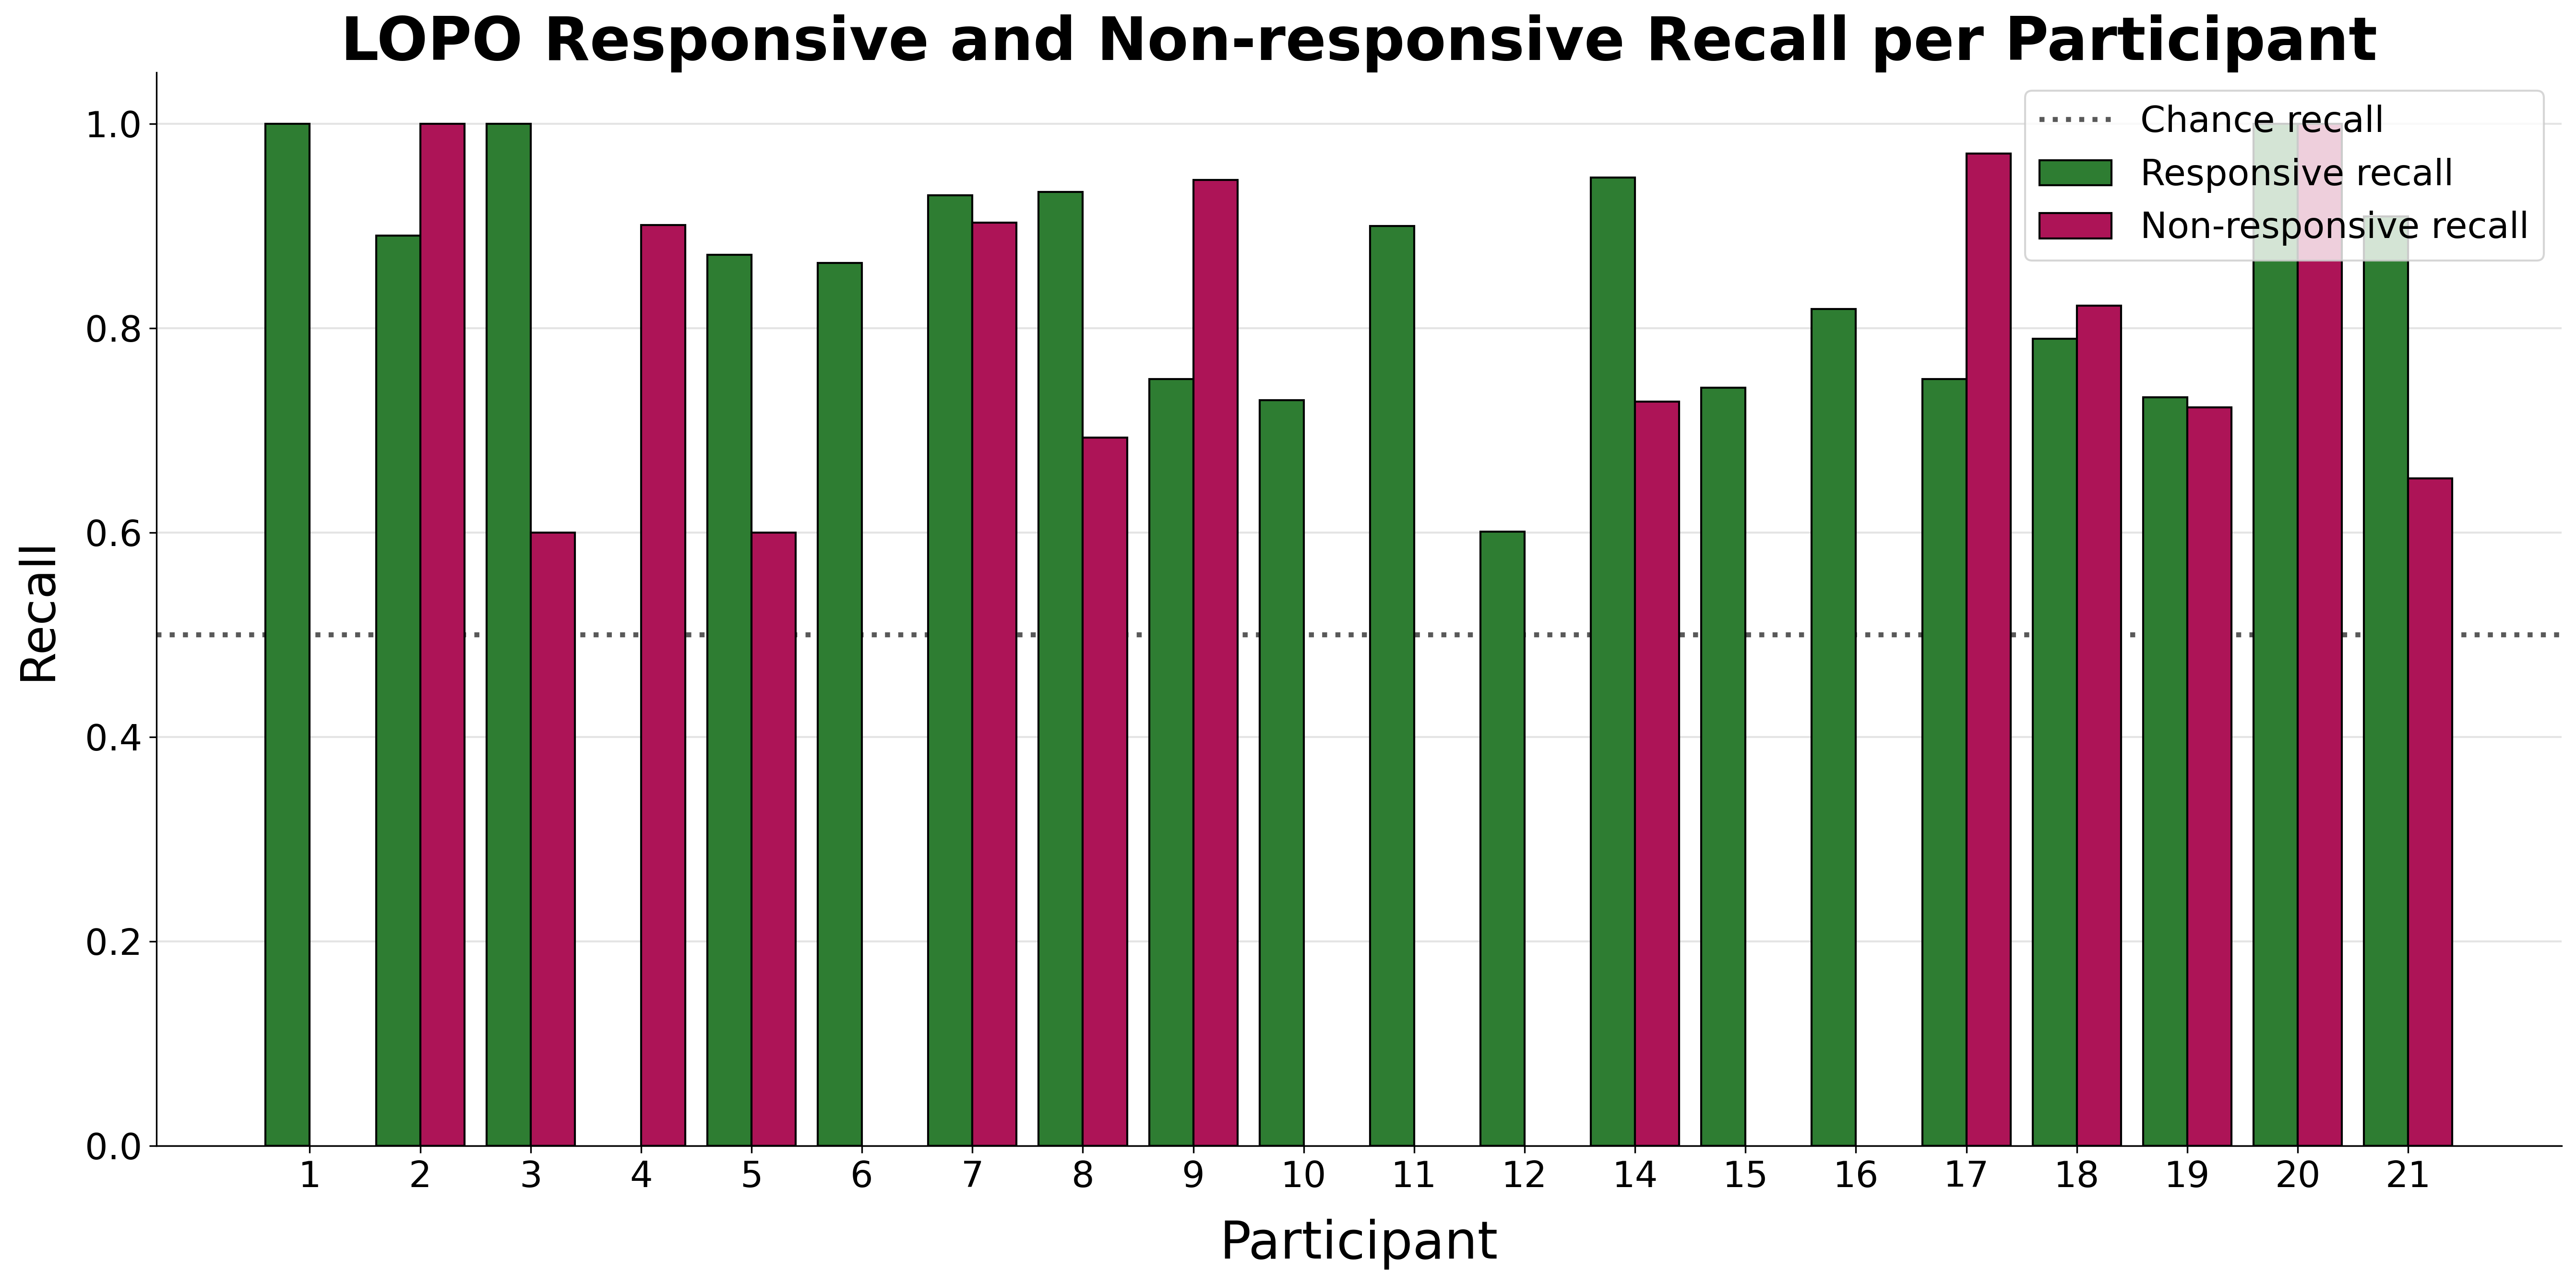 LOPO Responsive and Non-responsive Recall per Participant
Chance recall
Responsive recall
Non-responsive recall
Recall
1.0
0.8
0.6
0.4
0.2
0.0
1 2 3 4 5 6 7 8 9 10 11 12 14 15 16 17 18 19 20 21
Participant